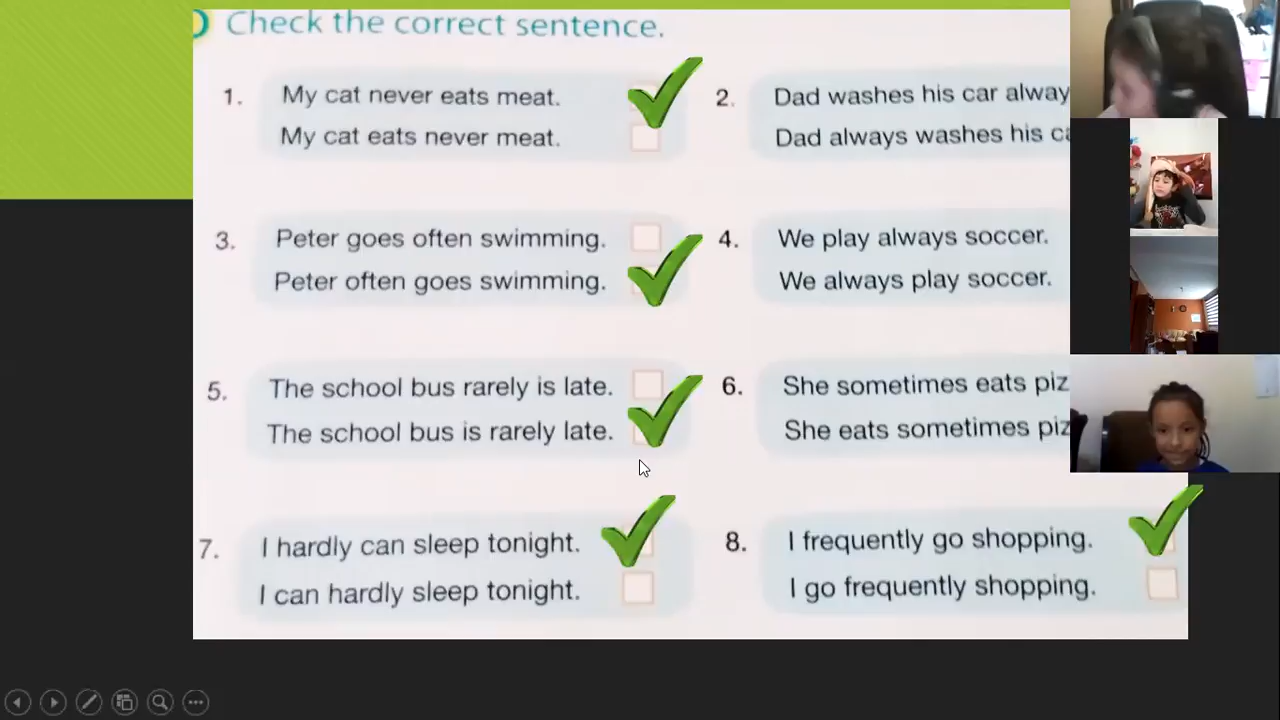 Check the correct sentence.
1. My cat never eats meat.
My cat eats never meat.
2. Dad washes his car
Dad always washes his
3. Peter goes often swimming.
Peter often goes swimming.
4. We play always soccer.
We always play soccer.
5. The school bus rarely is late.
The school bus is rarely late.
6. She sometimes eats
She eats sometimes
7. I hardly can sleep tonight.
I can hardly sleep tonight.
8. I frequently go shopping.
I go frequently shopping.